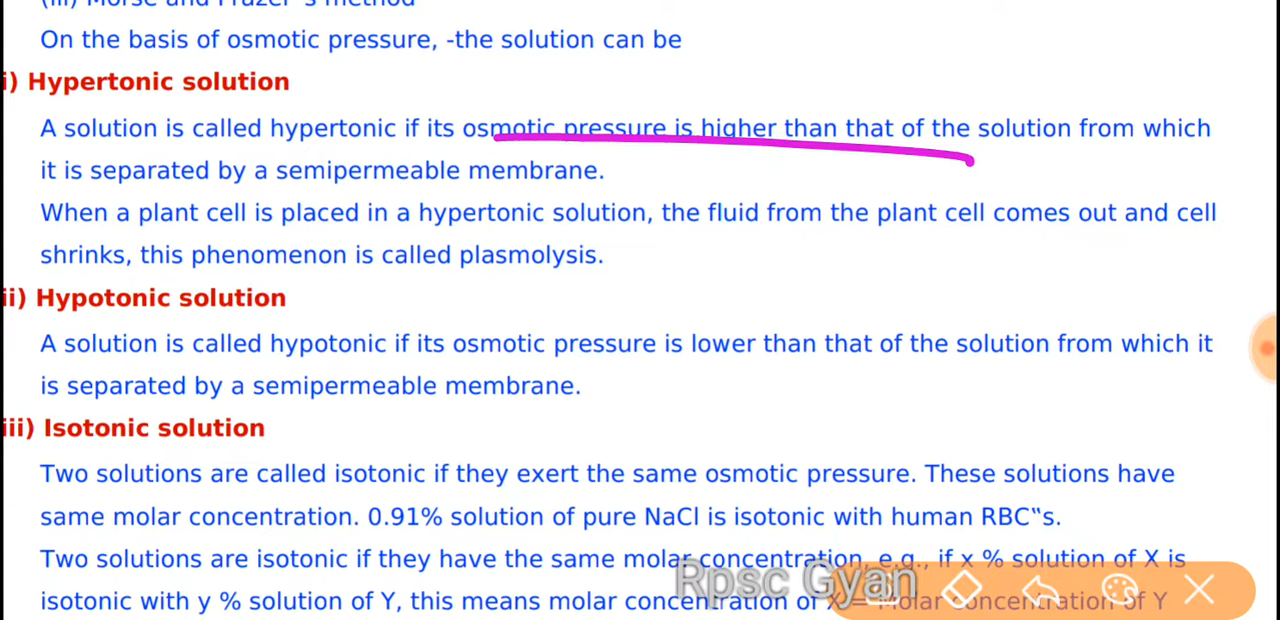 (iii) Morse and Frazer's method
On the basis of osmotic pressure, -the solution can be
i) Hypertonic solution
A solution is called hypertonic if its osmotic pressure is higher than that of the solution from which
it is separated by a semipermeable membrane.
When a plant cell is placed in a hypertonic solution, the fluid from the plant cell comes out and cell
shrinks, this phenomenon is called plasmolysis.
ii) Hypotonic solution
A solution is called hypotonic if its osmotic pressure is lower than that of the solution from which it
is separated by a semipermeable membrane.
iii) Isotonic solution
Two solutions are called isotonic if they exert the same osmotic pressure. These solutions have
same molar concentration. 0.91% solution of pure NaCl is isotonic with human RBC‟s.
Two solutions are isotonic if they have the same molar concentration, e.g., if x % solution of X is
isotonic with y % solution of Y, this means molar concentration of X = Molar concentration of Y
Rpsc Gyan